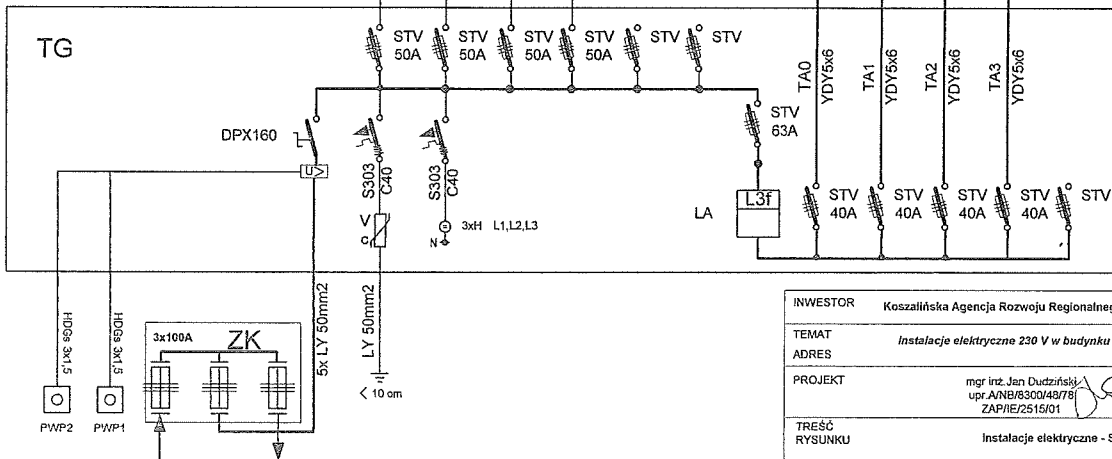 TG
STV 50A
STV 50A
STV 50A
STV 50A
STV
STV
DPX160
U>
S303 C40
S303 C40
V
C
3xH L1,L2,L3
N
STV 63A
L3f
LA
TA0 YDY5x6
TA1 YDY5x6
TA2 YDY5x6
TA3 YDY5x6
STV 40A
STV 40A
STV 40A
STV 40A
STV
HDGs 3x1,5
HDGs 3x1,5
PWP2
PWP1
3x100A
ZK
5x LY 50mm2
LY 50mm2
< 10 om
INWESTOR Koszalińska Agencja Rozwoju Regionalneg
TEMAT Instalacje elektryczne 230 V w budynku
ADRES
PROJEKT mgr inż.Jan Dudziński
upr.A/NB/8300/48/78
ZAP/IE/2515/01
TREŚĆ
RYSUNKU Instalacje elektryczne - S